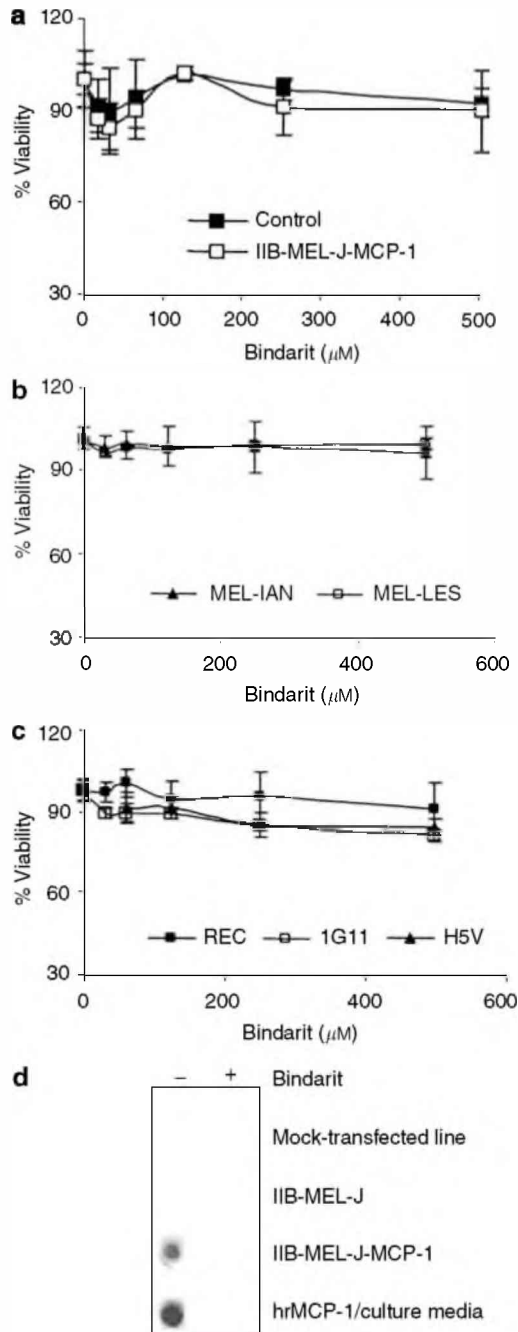 a
120
90
60
30
% Viability
Control
IIB-MEL-J-MCP-1
0 100 200 300 400 500
Bindarit (μM)
b
120
90
60
30
% Viability
MEL-IAN MEL-LES
0 200 400 600
Bindarit (μM)
c
120
90
60
30
% Viability
REC 1G11 H5V
0 200 400 600
Bindarit (μM)
d
– + Bindarit
Mock-transfected line
IIB-MEL-J
IIB-MEL-J-MCP-1
hrMCP-1/culture media